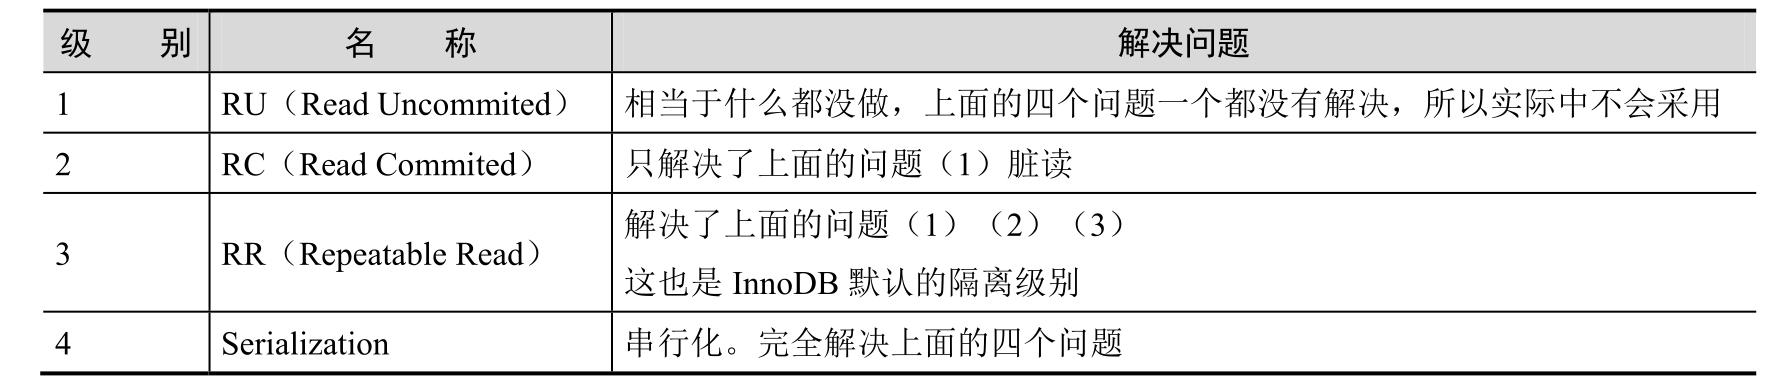 级 别 名 称 解决问题
1 RU（Read Uncommited） 相当于什么都没做，上面的四个问题一个都没有解决，所以实际中不会采用
2 RC（Read Commited） 只解决了上面的问题（1）脏读
3 RR（Repeatable Read） 解决了上面的问题（1）（2）（3）
这也是 InnoDB 默认的隔离级别
4 Serialization 串行化。完全解决上面的四个问题